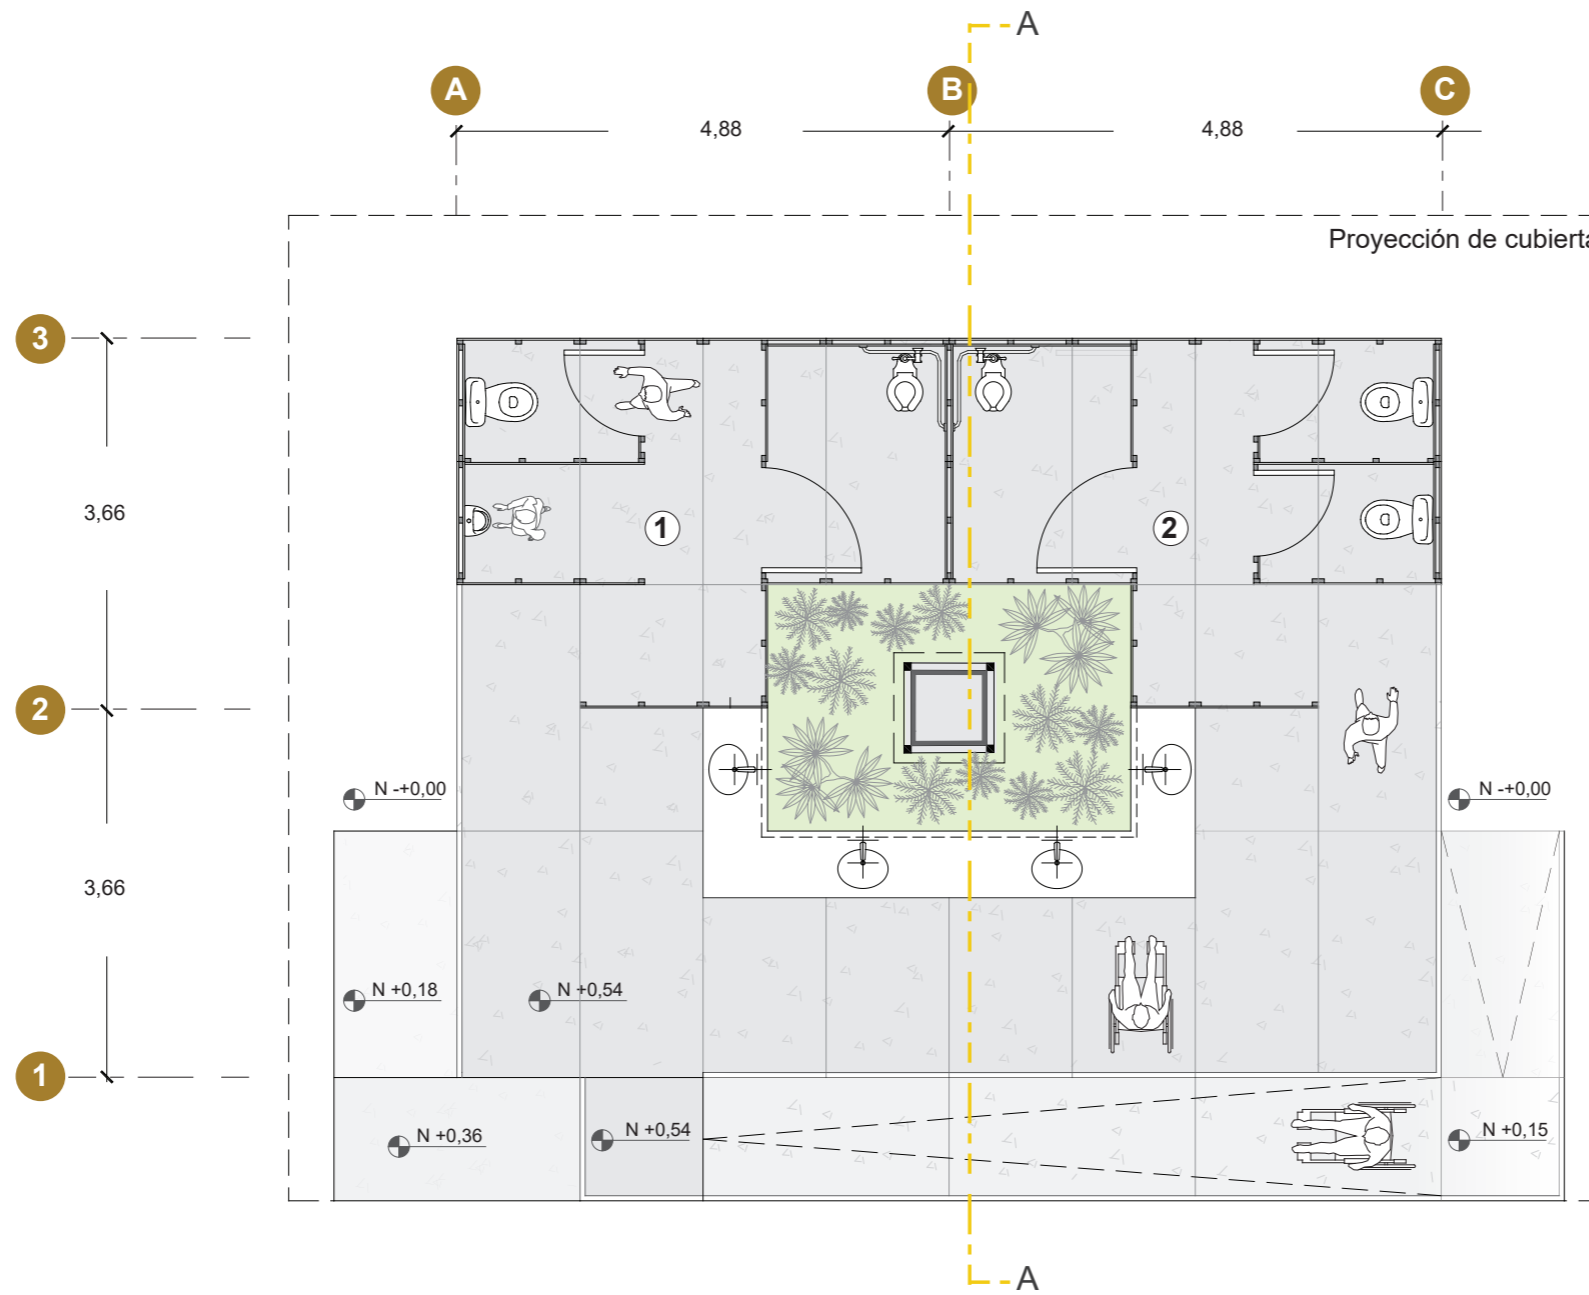 A
A B C
4,88 4,88
Proyección de cubierta
3
3,66
1 2
2
N -+0,00 N -+0,00
3,66
N +0,18 N +0,54
1
N +0,36 N +0,54 N +0,15
A